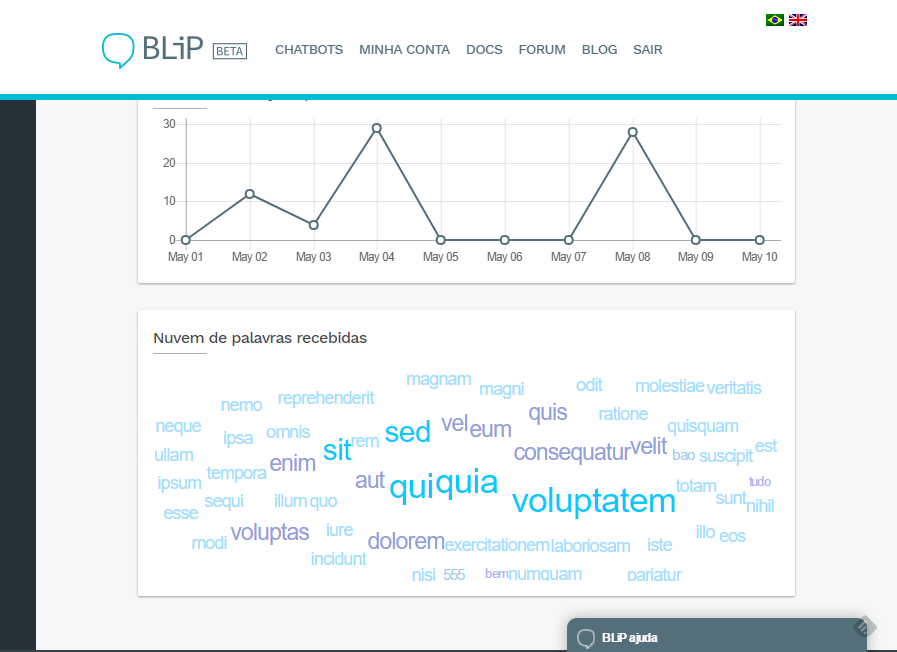 BLiP BETA CHATBOTS MINHA CONTA DOCS FORUM BLOG SAIR
30
20
10
0
May 01 May 02 May 03 May 04 May 05 May 06 May 07 May 08 May 09 May 10
Nuvem de palavras recebidas
magnam magni odit molestiae veritatis
nemo reprehenderit quis ratione
neque ipsa omnis rem sed vel eum quisquam
ullam tempora enim sit consequatur velit bao suscipit est
ipsum aut qui quia totam tudo
esse sequi illum quo voluptatem sunt nihil
modi voluptas iure dolorem exercitationem laboriosam iste illo eos
incidunt nisi 555 bem numquam pariatur
BLiP ajuda